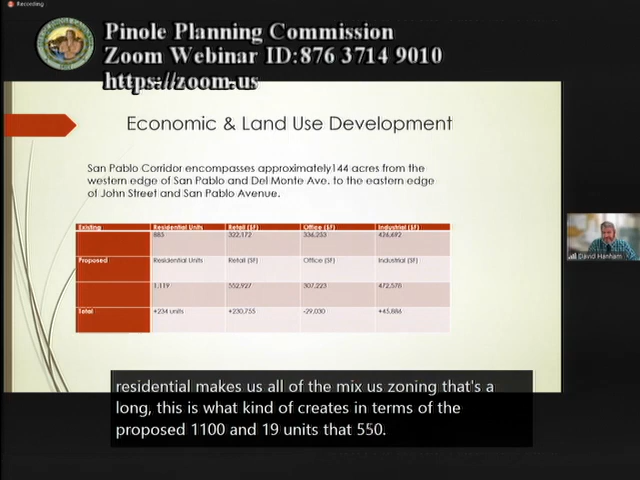 Recording
Pinole Planning Commission
Zoom Webinar ID:876 3714 9010
https://zoom.us
Economic & Land Use Development
San Pablo Corridor encompasses approximately144 acres from the
western edge of San Pablo and Del Monte Ave. to the eastern edge
of John Street and San Pablo Avenue.
Existing Residential Units Retail (SF) Office (SF) Industrial (SF)
885 322,172 336,253 426,692
Proposed Residential Units Retail (SF) Office (SF) Industrial (SF)
1,119 552,927 307,223 472,578
Total +234 units +230,755 -29,030 +45,886
David Hanham
residential makes us all of the mix us zoning that's a
long, this is what kind of creates in terms of the
proposed 1100 and 19 units that 550.